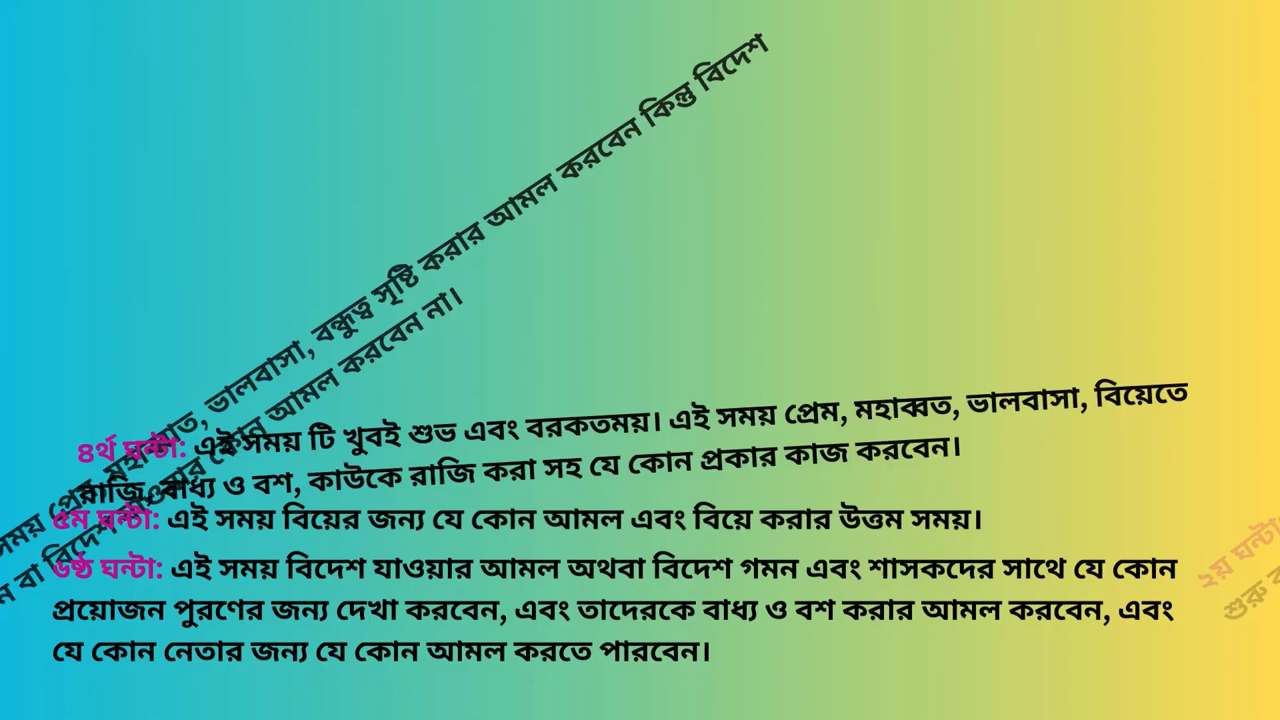 সময় প্রেম, মহাব্বাত, ভালবাসা, বন্ধুত্ব সৃষ্টি করার আমল করবেন কিন্তু বিদেশ
বা বিদেশ যাওয়ার কোন আমল করবেন না।
৪র্থ ঘন্টা: এই সময় টি খুবই শুভ এবং বরকতময়। এই সময় প্রেম, মহাব্বত, ভালবাসা, বিয়েতে
রাজি, বাধ্য ও বশ, কাউকে রাজি করা সহ যে কোন প্রকার কাজ করবেন।
৫ম ঘন্টা: এই সময় বিয়ের জন্য যে কোন আমল এবং বিয়ে করার উত্তম সময়।
৬ষ্ঠ ঘন্টা: এই সময় বিদেশ যাওয়ার আমল অথবা বিদেশ গমন এবং শাসকদের সাথে যে কোন
প্রয়োজন পুরণের জন্য দেখা করবেন, এবং তাদেরকে বাধ্য ও বশ করার আমল করবেন, এবং
যে কোন নেতার জন্য যে কোন আমল করতে পারবেন।
২য় ঘন্টা
শুরু